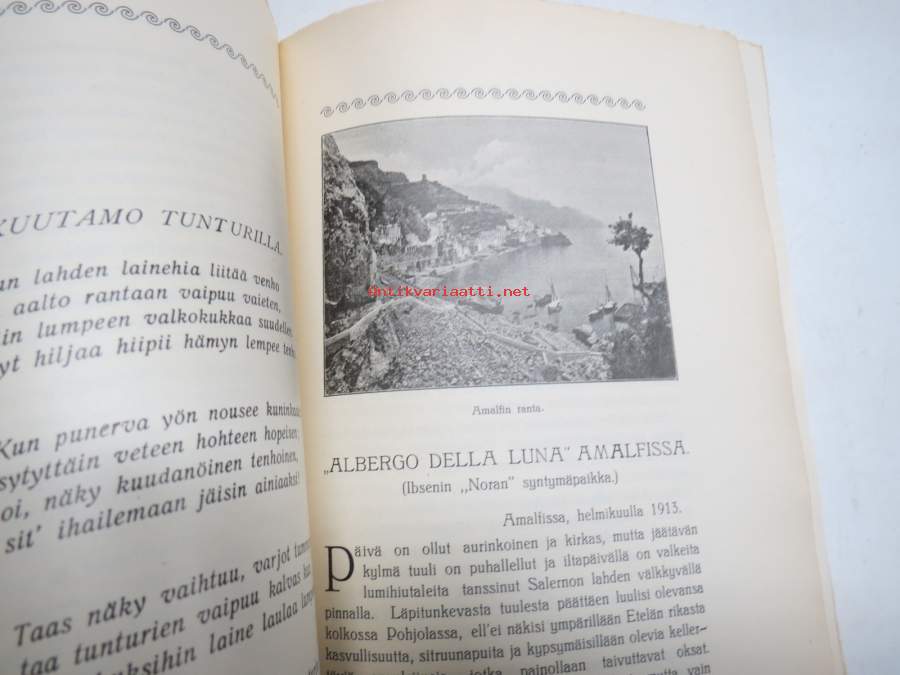 KUUTAMO TUNTURILLA.
lahden lainehia liitää venho
aalto rantaan vaipuu vaieten,
lumpeen valkokukkaa suudellen
hiljaa hiipii hämyn lempee
Kun punerva yön nousee
sytyttäin veteen hohteen hopeisen;
oi, näky kuudanöinen tenhoinen,
sit' ihailemaan jäisin ainiaaksi!
Taas näky vaihtuu, varjot
taa tunturien vaipuu kalvas
laine laulaa
antikvariaatti.net
Amalfin ranta.
„ALBERGO DELLA LUNA” AMALFISSA.
(Ibsenin „Noran” syntymäpaikka.)
Amalfissa, helmikuulla 1913.
Päivä on ollut aurinkoinen ja kirkas, mutta jäätävän
kylmä tuuli on puhallellut ja iltapäivällä on valkeita
lumihiutaleita tanssinut Salernon lahden välkkyvällä
pinnalla. Läpitunkevasta tuulesta päättäen luulisi olevansa
kolkossa Pohjolassa, ell'ei näkisi ympärillään Etelän rikasta
kasvullisuutta, sitruunapuita ja kypsymäisillään olevia keller-
jotka painollaan taivuttavat oksat.
mutta vain